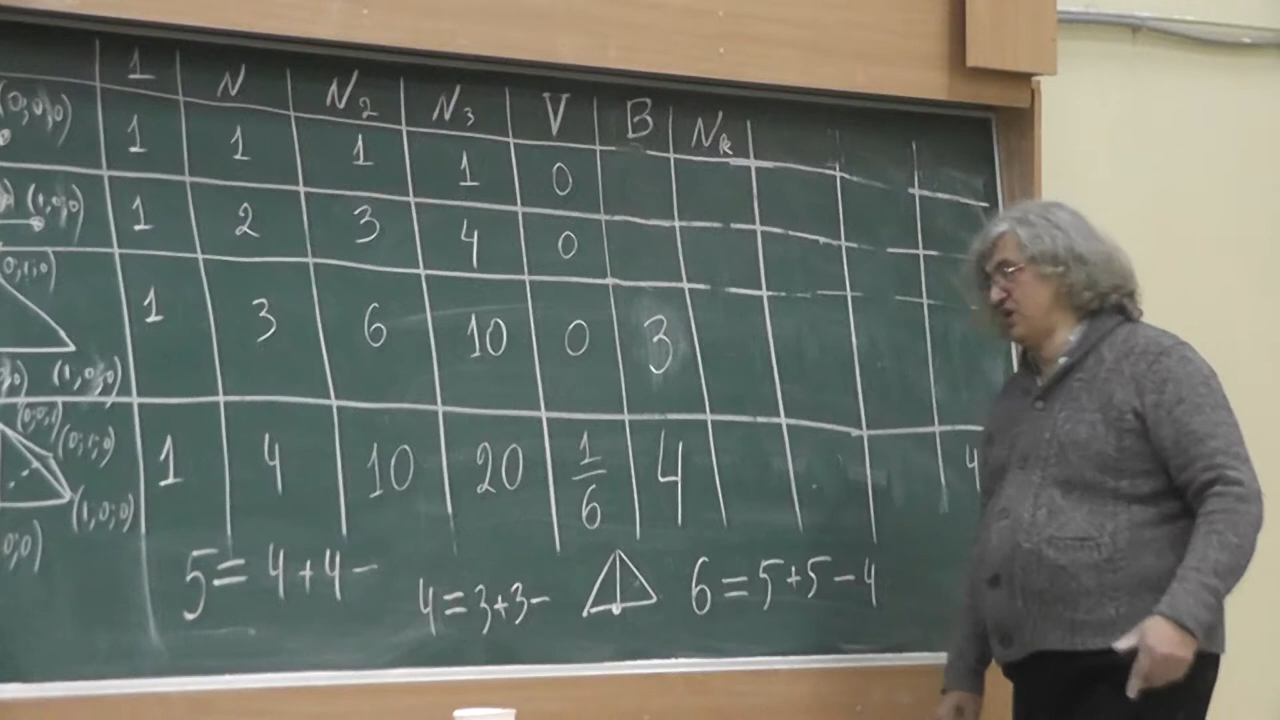 1 N N₂ N₃ V B Nₖ
(0;0;0) 1 1 1 1 0
(1,0;0) 1 2 3 4 0
0;1;0)
1 3 6 10 0 3
(1,0;0)
(0;0;1) (0;1;0)
1 4 10 20 1/6 4 4
(1;0;0)
0;0)
5=4+4-
4=3+3-
6=5+5-4